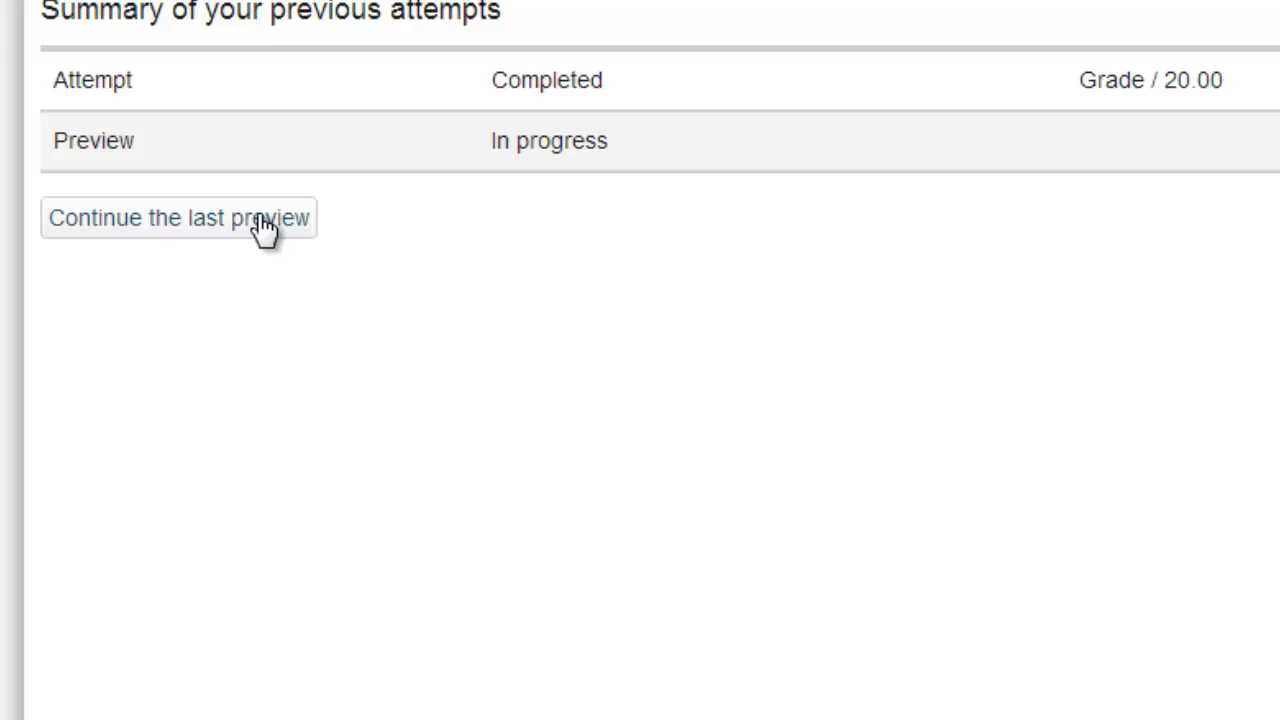 Summary of your previous attempts
Attempt Completed Grade / 20.00
Preview In progress
Continue the last preview